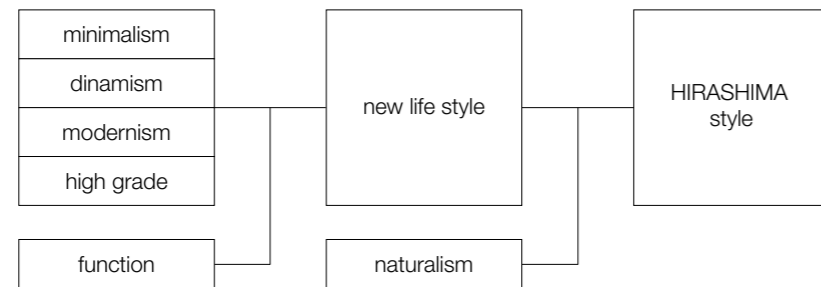 minimalism
dinamism
modernism
high grade
function
new life style
naturalism
HIRASHIMA
style